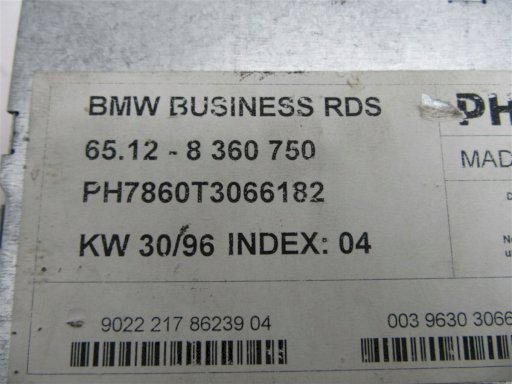 BMW BUSINESS RDS
PH
65.12 - 8 360 750
MAD
PH7860T3066182
KW 30/96 INDEX: 04
9022 217 86239 04
003 9630 3066